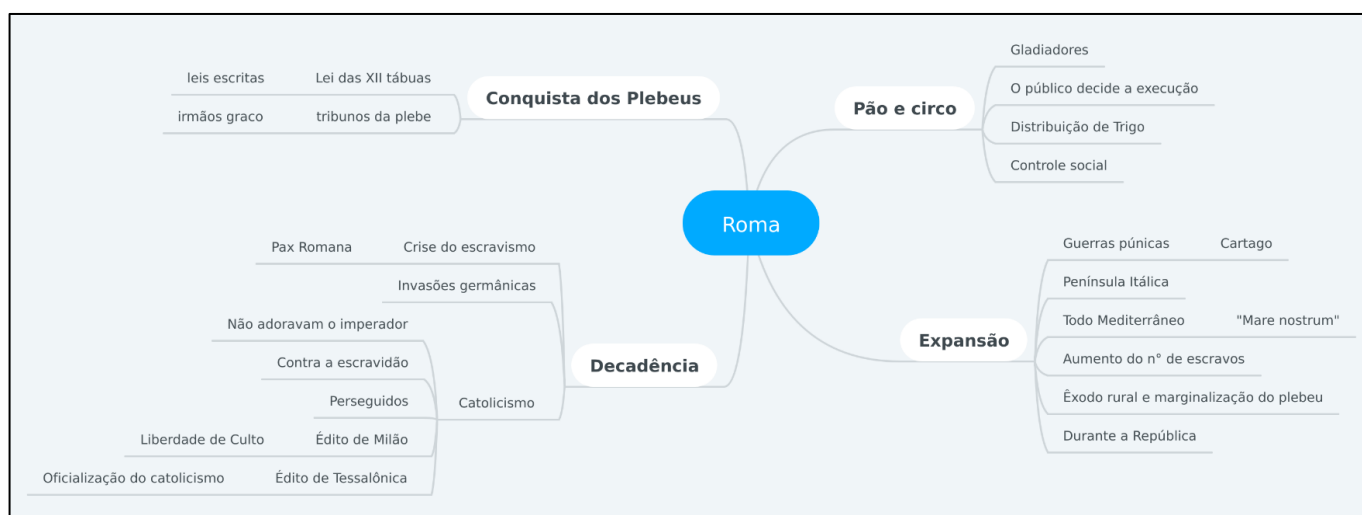 Roma
Conquista dos Plebeus
Lei das XII tábuas
leis escritas
tribunos da plebe
irmãos graco
Pão e circo
Gladiadores
O público decide a execução
Distribuição de Trigo
Controle social
Decadência
Crise do escravismo
Pax Romana
Invasões germânicas
Catolicismo
Não adoravam o imperador
Contra a escravidão
Perseguidos
Édito de Milão
Liberdade de Culto
Édito de Tessalônica
Oficialização do catolicismo
Expansão
Guerras púnicas
Cartago
Península Itálica
Todo Mediterrâneo
"Mare nostrum"
Aumento do n° de escravos
Êxodo rural e marginalização do plebeu
Durante a República